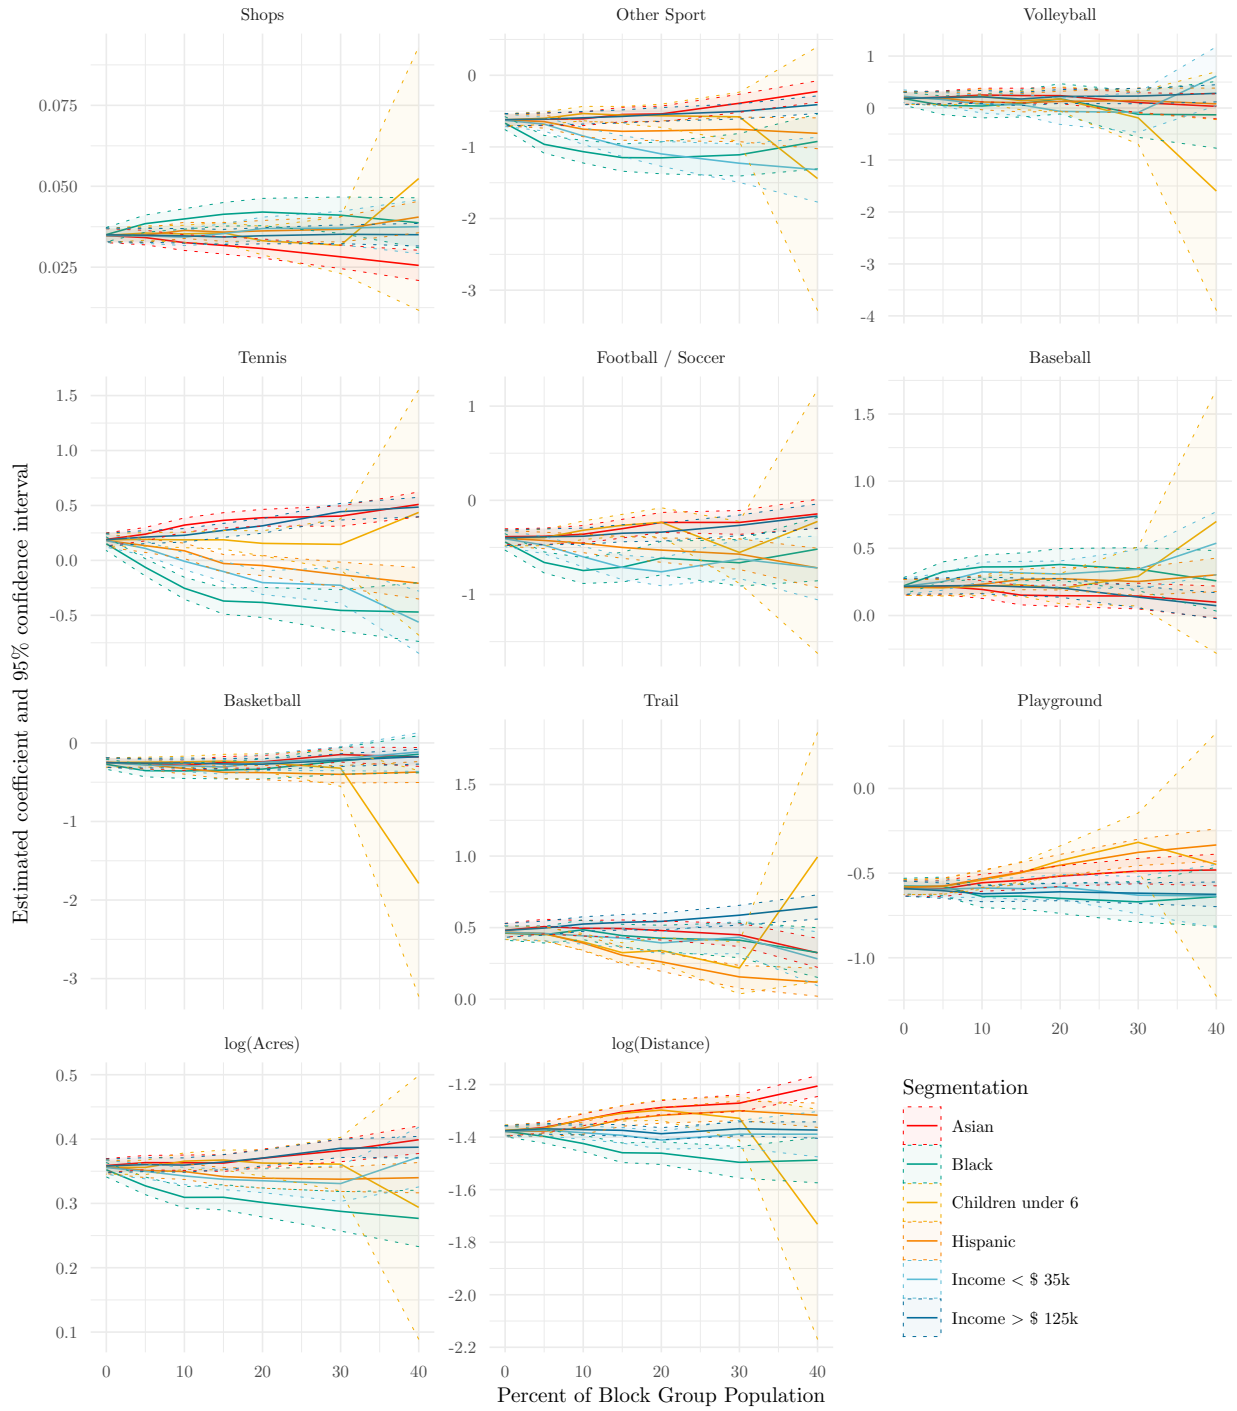 Shops
Other Sport
Volleyball
0.075
0.050
0.025
0
-1
-2
-3
1
0
-1
-2
-3
-4
Tennis
Football / Soccer
Baseball
1.5
1.0
0.5
0.0
-0.5
1
0
-1
1.5
1.0
0.5
0.0
Estimated coefficient and 95% confidence interval
Basketball
Trail
Playground
0
-1
-2
-3
1.5
1.0
0.5
0.0
0.0
-0.5
-1.0
0 10 20 30 40
log(Acres)
log(Distance)
0.5
0.4
0.3
0.2
0.1
0 10 20 30 40
-1.2
-1.4
-1.6
-1.8
-2.0
-2.2
0 10 20 30 40
Percent of Block Group Population
Segmentation
Asian
Black
Children under 6
Hispanic
Income < $ 35k
Income > $ 125k